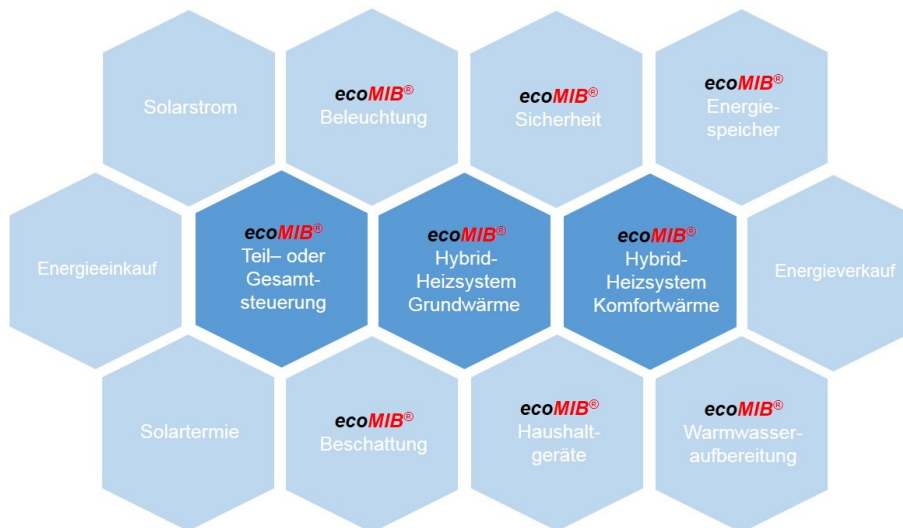 Solarstrom
ecoMIB®
Beleuchtung
ecoMIB®
Sicherheit
ecoMIB®
Energie-
speicher
Energieeinkauf
ecoMIB®
Teil– oder
Gesamt-
steuerung
ecoMIB®
Hybrid-
Heizsystem
Grundwärme
ecoMIB®
Hybrid-
Heizsystem
Komfortwärme
Energieverkauf
Solartermie
ecoMIB®
Beschattung
ecoMIB®
Haushalt-
geräte
ecoMIB®
Warmwasser-
aufbereitung